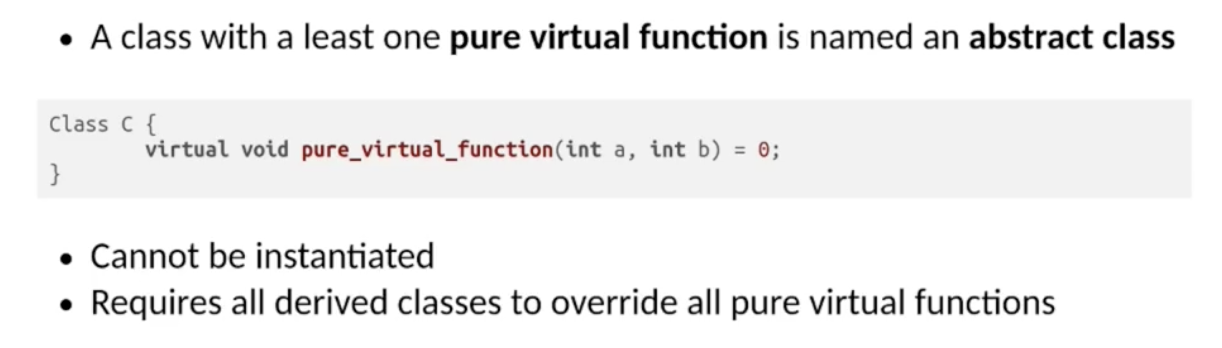 • A class with a least one pure virtual function is named an abstract class
Class C {
        virtual void pure_virtual_function(int a, int b) = 0;
}
• Cannot be instantiated
• Requires all derived classes to override all pure virtual functions